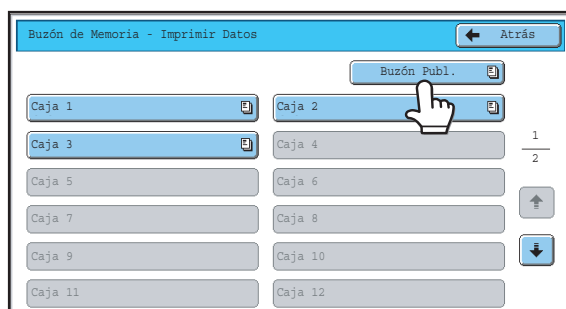 Buzón de Memoria - Imprimir Datos Atrás
Buzón Publ.
Caja 1 Caja 2
Caja 3 Caja 4
1
2
Caja 5 Caja 6
Caja 7 Caja 8
Caja 9 Caja 10
Caja 11 Caja 12